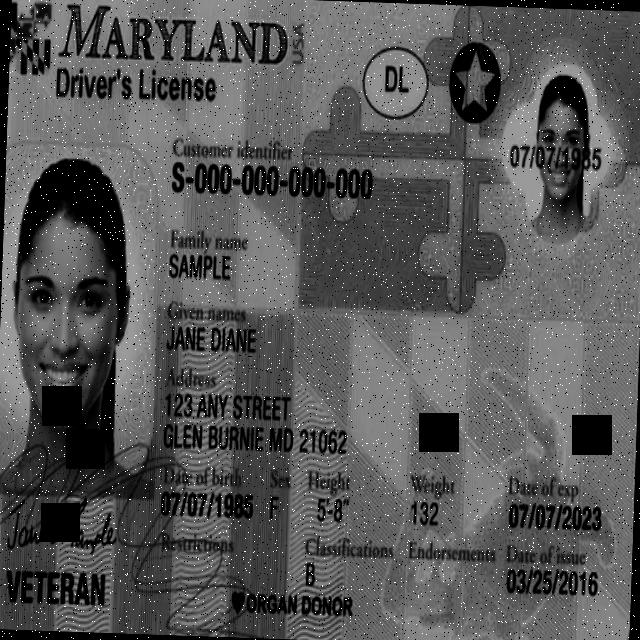 MARYLAND USA
Driver's License
DL
Customer identifier
S-000-000-000-000
07/07/1985
Family name
SAMPLE
Given names
JANE DIANE
Address
123 ANY STREET
GLEN BURNIE MD 21062
Date of birth Sex Height Weight Date of exp
07/07/1985 F 5-8" 132 07/07/2023
Restrictions Classifications Endorsements Date of issue
B 03/25/2016
VETERAN
ORGAN DONOR